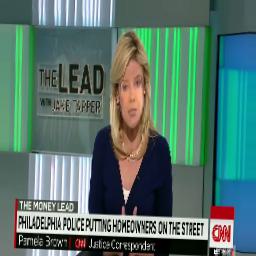 THE LEAD
WITH JAKE TAPPER
THE MONEY LEAD
PHILADELPHIA POLICE PUTTING HOMEOWNERS ON THE STREET
CNN
Pamela Brown CNN Justice Correspondent